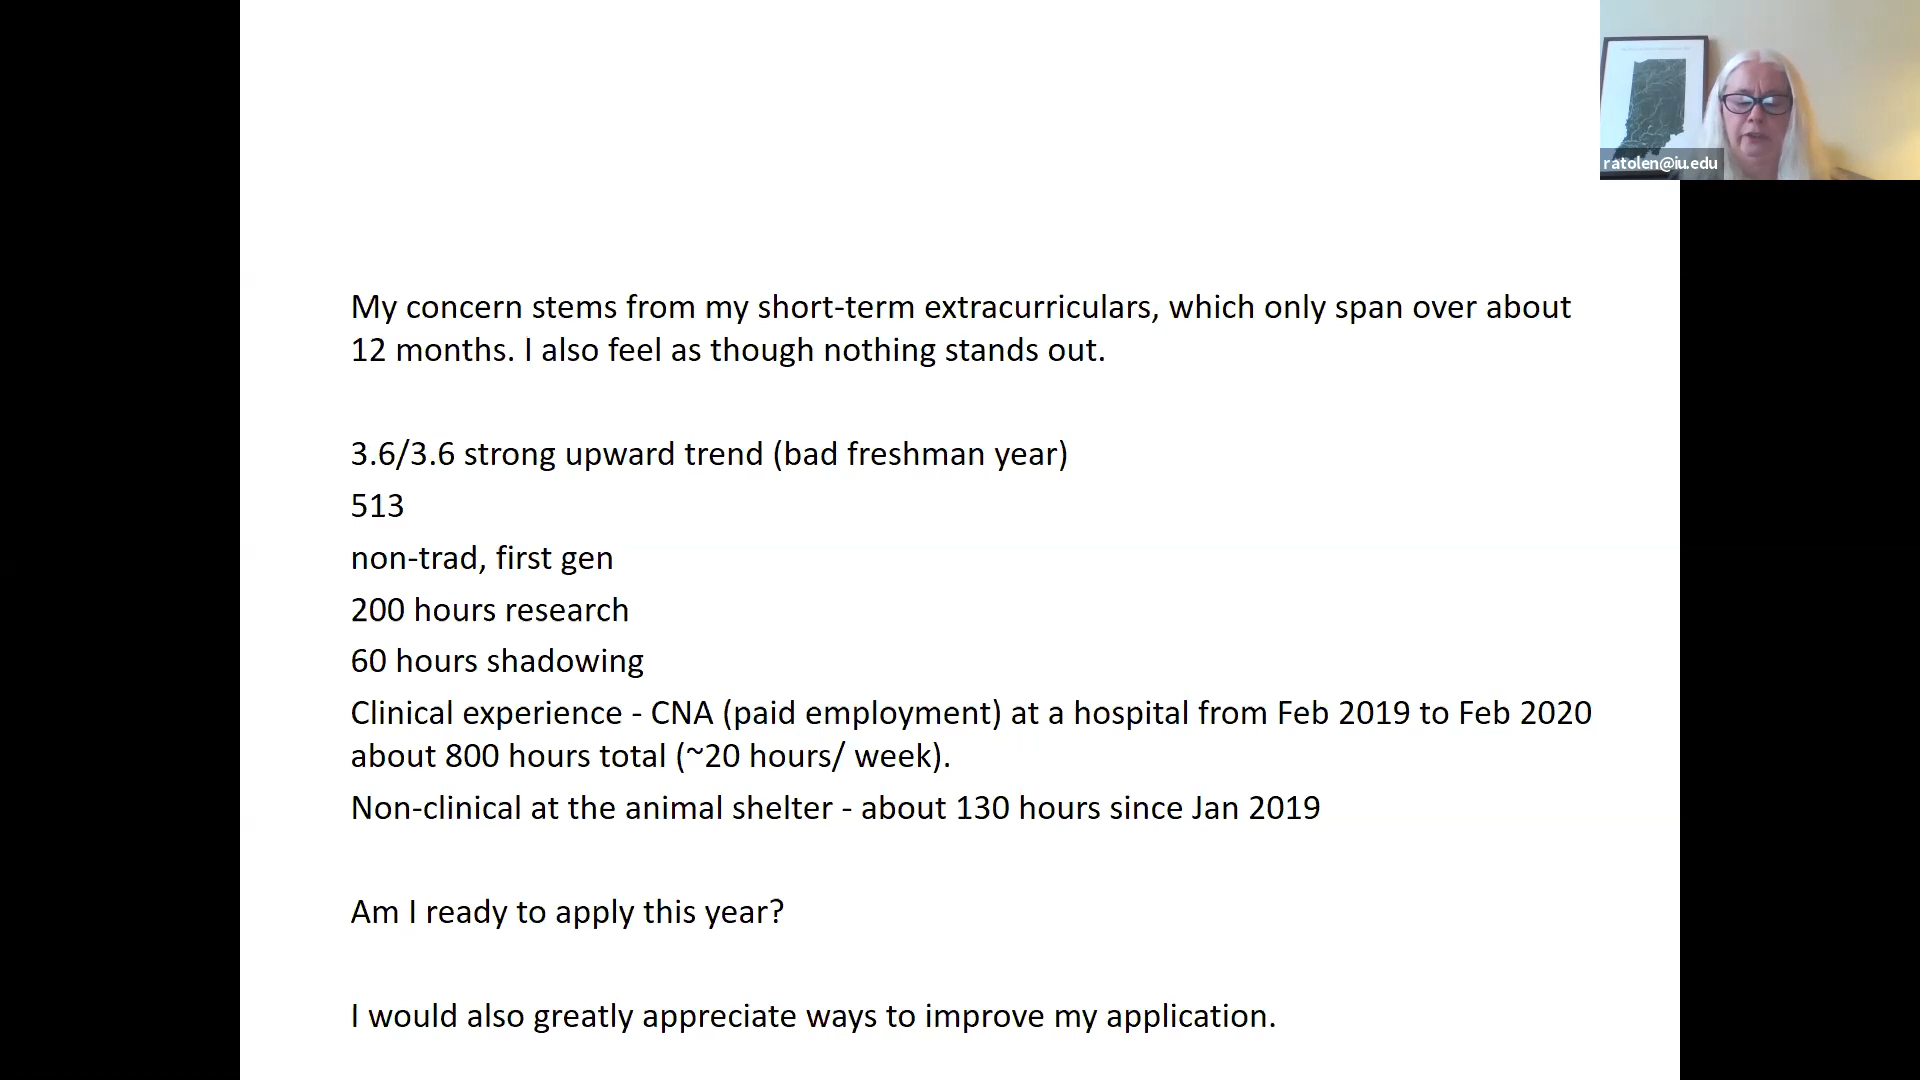 ratolen@iu.edu
My concern stems from my short-term extracurriculars, which only span over about
12 months. I also feel as though nothing stands out.
3.6/3.6 strong upward trend (bad freshman year)
513
non-trad, first gen
200 hours research
60 hours shadowing
Clinical experience - CNA (paid employment) at a hospital from Feb 2019 to Feb 2020
about 800 hours total (~20 hours/ week).
Non-clinical at the animal shelter - about 130 hours since Jan 2019
Am I ready to apply this year?
I would also greatly appreciate ways to improve my application.